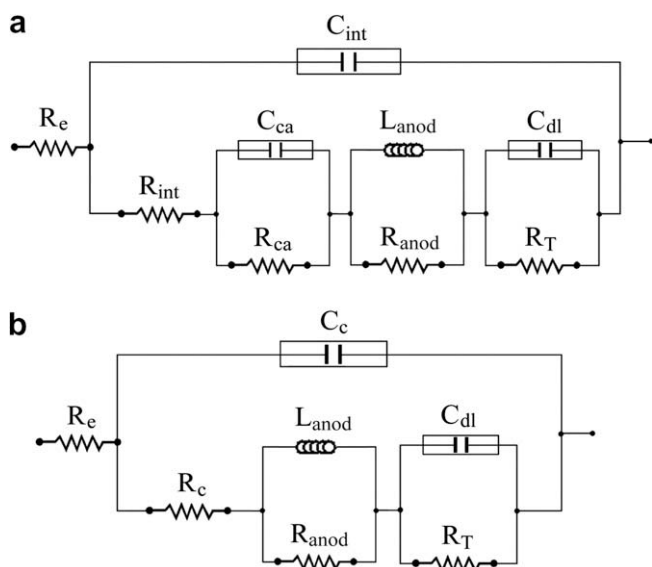 a
C_int
R_e
C_ca
L_anod
C_dl
R_int
R_ca
R_anod
R_T
b
C_c
R_e
L_anod
C_dl
R_c
R_anod
R_T